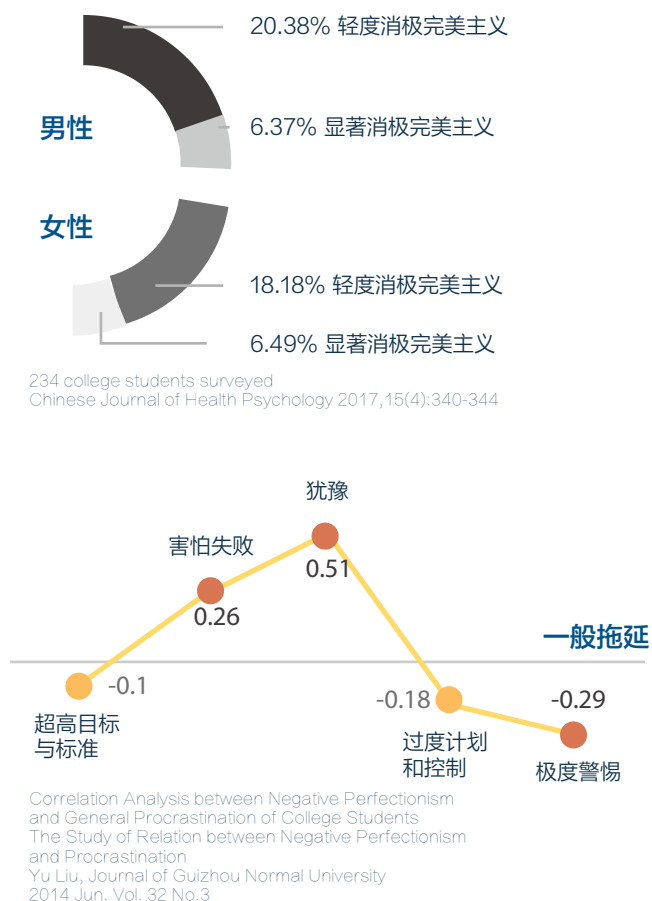 20.38% 轻度消极完美主义
男性
6.37% 显著消极完美主义
女性
18.18% 轻度消极完美主义
6.49% 显著消极完美主义
234 college students surveyed
Chinese Journal of Health Psychology 2017,15(4):340-344
犹豫
害怕失败
0.51
0.26
一般拖延
-0.1
-0.18
-0.29
超高目标
与标准
过度计划
和控制
极度警惕
Correlation Analysis between Negative Perfectionism
and General Procrastination of College Students
The Study of Relation between Negative Perfectionism
and Procrastination
Yu Liu, Journal of Guizhou Normal University
2014 Jun. Vol. 32 No.3